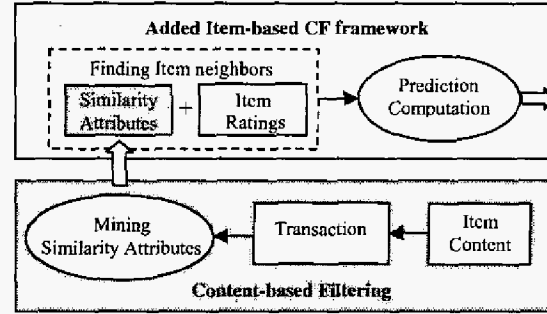 Added Item-based CF framework
Finding Item neighbors
Similarity
Attributes
+
Item
Ratings
Prediction
Computation
Mining
Similarity Attributes
Transaction
Item
Content
Content-based Filtering